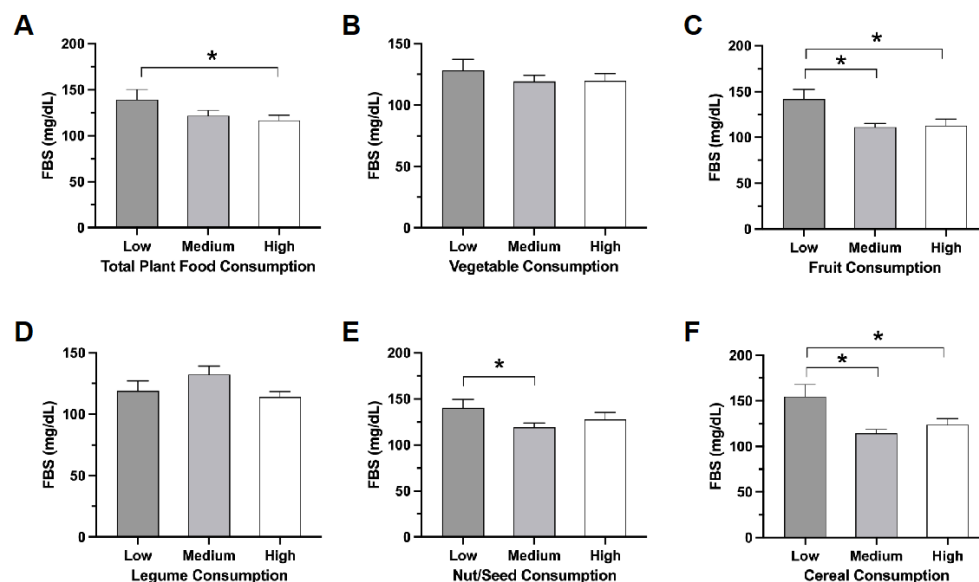 A
FBS (mg/dL)
200
150
100
50
0
*
Low Medium High
Total Plant Food Consumption
B
FBS (mg/dL)
150
100
50
0
Low Medium High
Vegetable Consumption
C
FBS (mg/dL)
200
150
100
50
0
*
*
Low Medium High
Fruit Consumption
D
FBS (mg/dL)
150
100
50
0
Low Medium High
Legume Consumption
E
FBS (mg/dL)
200
150
100
50
0
*
Low Medium High
Nut/Seed Consumption
F
FBS (mg/dL)
200
150
100
50
0
*
*
Low Medium High
Cereal Consumption